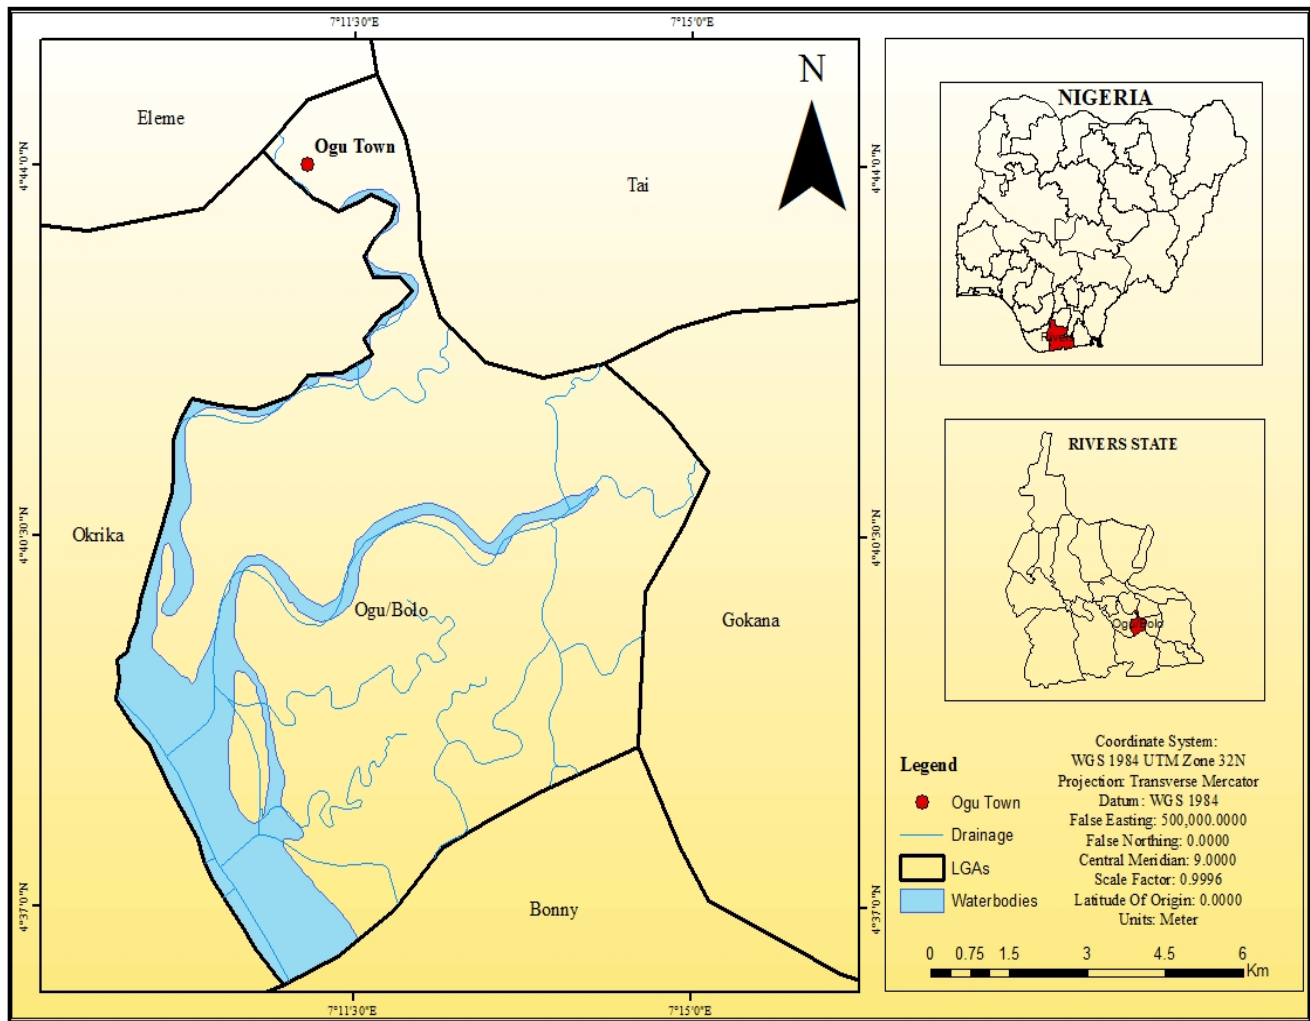 7°11'30"E
7°15'0"E
4°44'0"N
4°44'0"N
4°40'30"N
4°40'30"N
4°37'0"N
4°37'0"N
7°11'30"E
7°15'0"E
N
Eleme
Ogu Town
Tai
Okrika
Ogu/Bolo
Gokana
Bonny
NIGERIA
Rivers
RIVERS STATE
Ogu/Bolo
Legend
Ogu Town
Drainage
LGAs
Waterbodies
Coordinate System:
WGS 1984 UTM Zone 32N
Projection: Transverse Mercator
Datum: WGS 1984
False Easting: 500,000.0000
False Northing: 0.0000
Central Meridian: 9.0000
Scale Factor: 0.9996
Latitude Of Origin: 0.0000
Units: Meter
0 0.75 1.5 3 4.5 6
Km